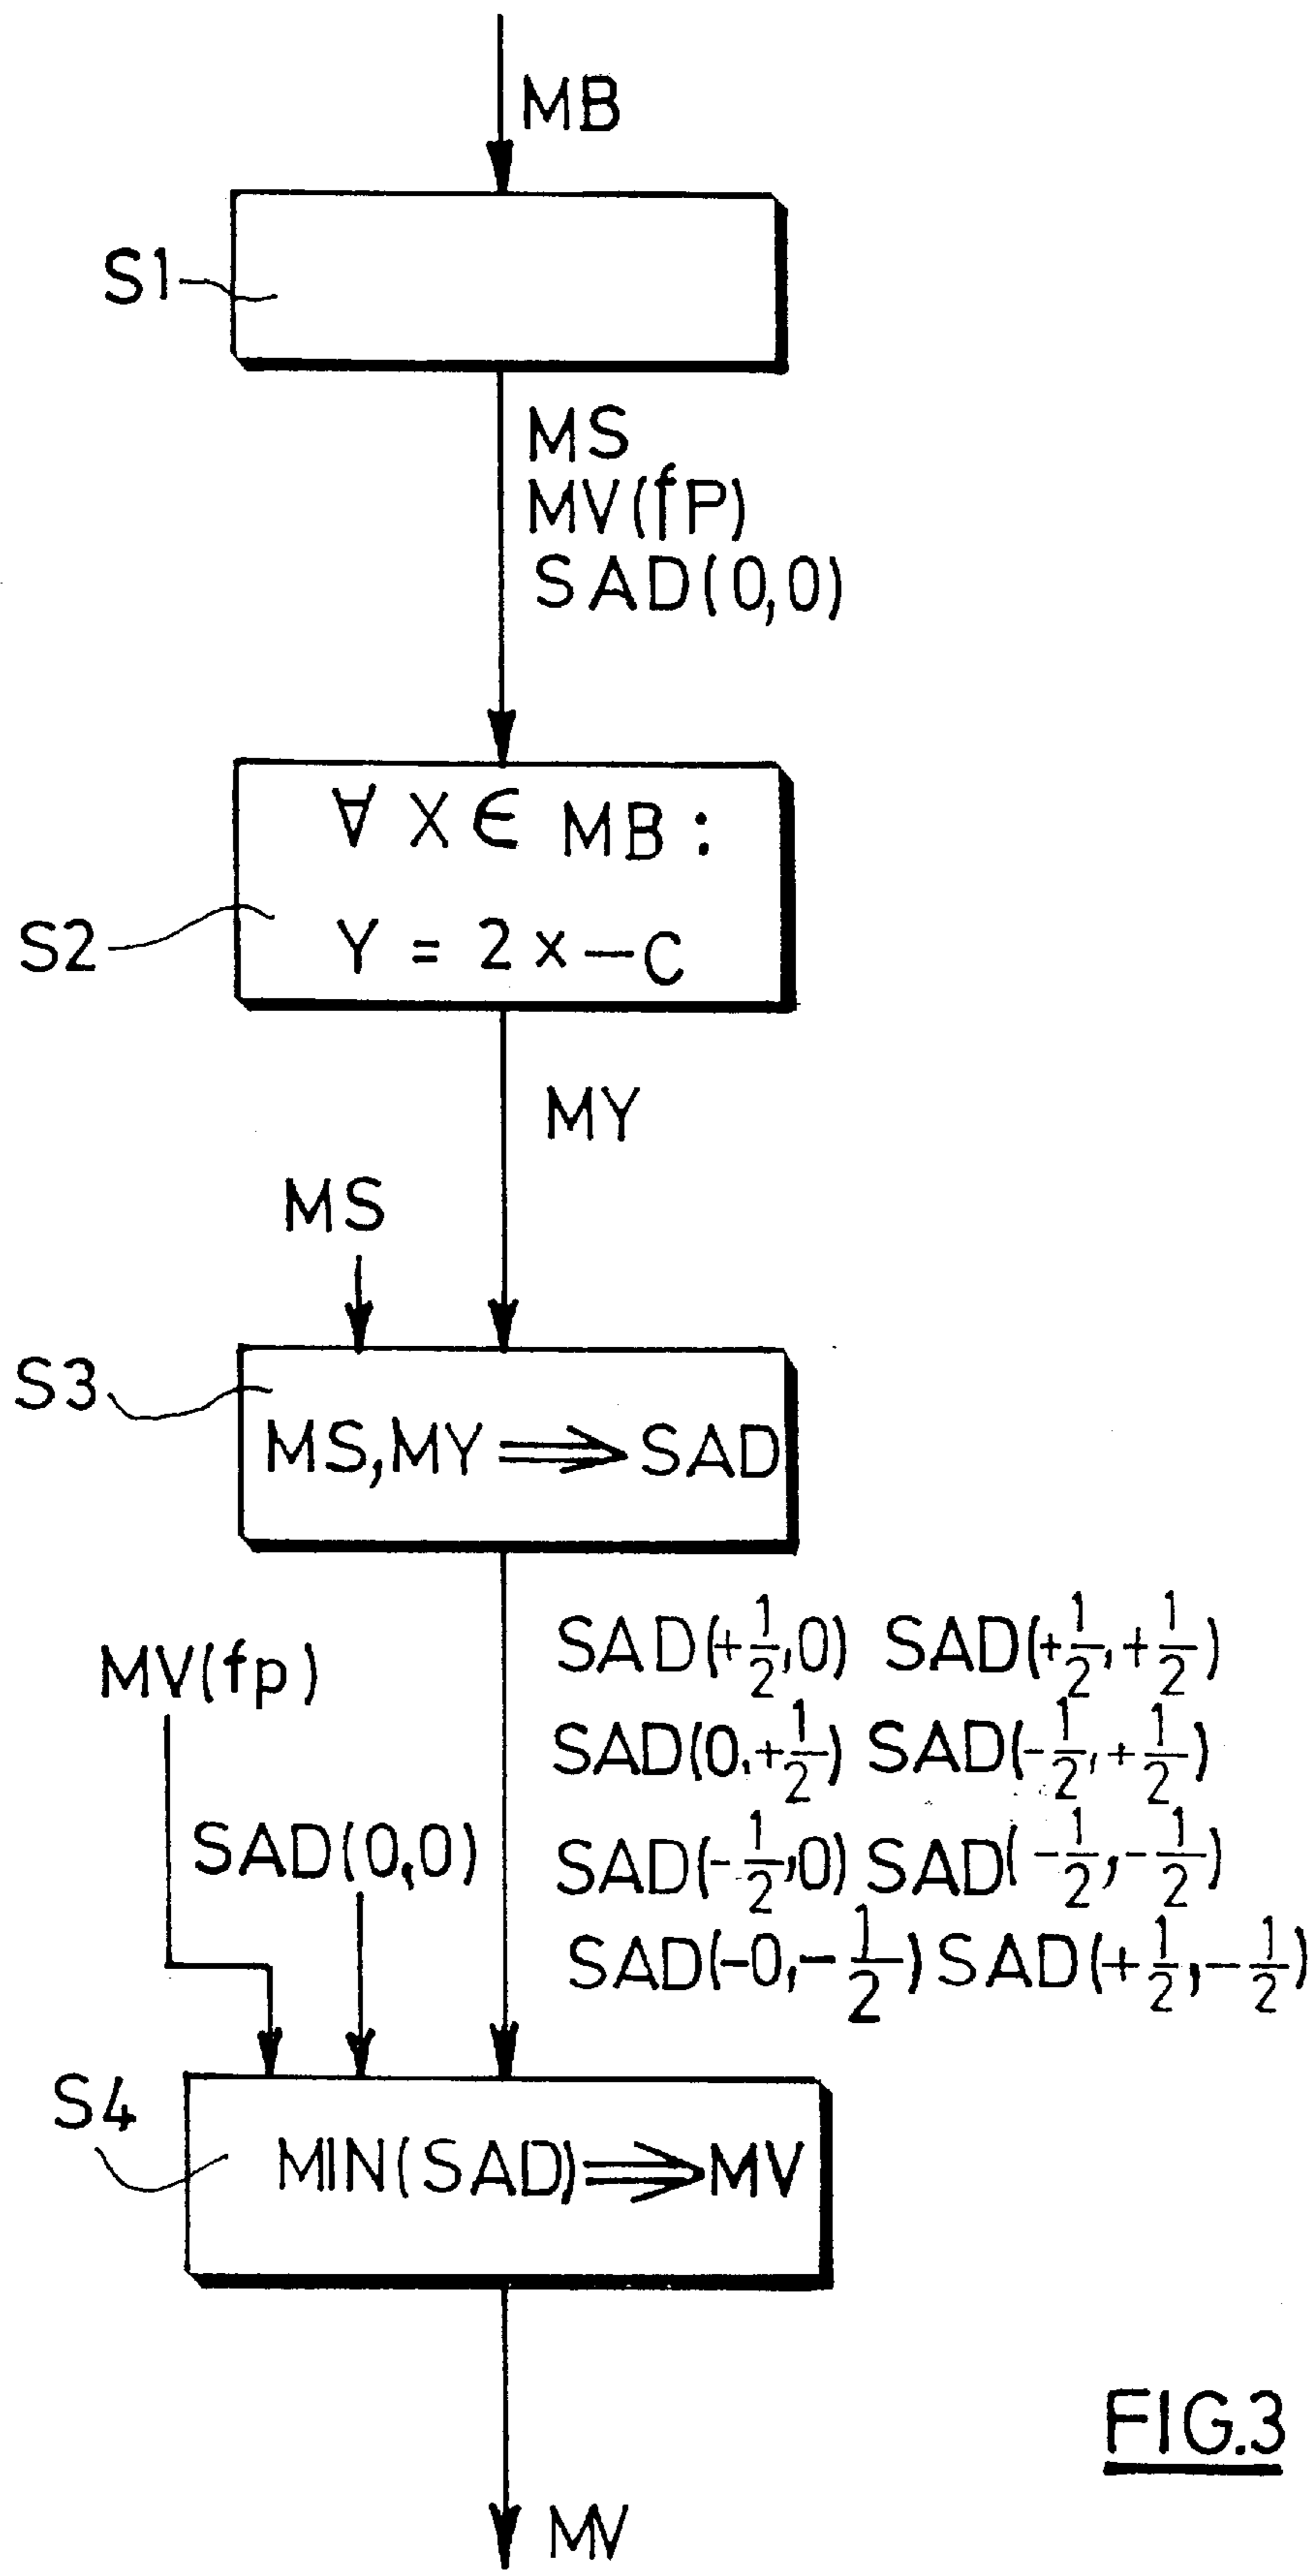 MB
S1
MS
MV(fP)
SAD(0,0)
∀ X ∈ MB :
S2
Y = 2 x - C
MY
MS
S3
MS,MY ⇒ SAD
SAD(+1/2,0) SAD(+1/2,+1/2)
MV(fp)
SAD(0,+1/2) SAD(-1/2,+1/2)
SAD(0,0)
SAD(-1/2,0) SAD(-1/2,-1/2)
SAD(-0,-1/2) SAD(+1/2,-1/2)
S4
MIN(SAD) ⇒ MV
FIG.3
MV